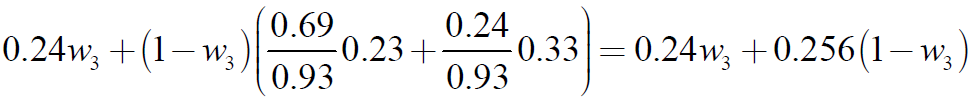 0.24w₃ + (1 − w₃)(0.69/0.93 0.23 + 0.24/0.93 0.33) = 0.24w₃ + 0.256(1 − w₃)